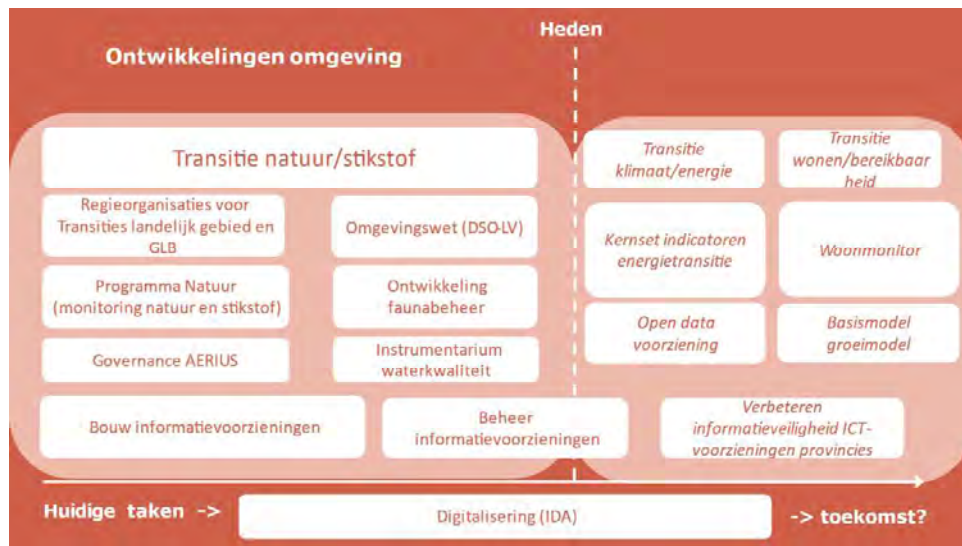 Heden
Ontwikkelingen omgeving
Transitie natuur/stikstof
Regieorganisaties voor
Transities landelijk gebied en
GLB
Omgevingswet (DSO-LV)
Programma Natuur
(monitoring natuur en stikstof)
Ontwikkeling
faunabeheer
Governance AERIUS
Instrumentarium
waterkwaliteit
Transitie
klimaat/energie
Transitie
wonen/bereikbaar
heid
Kernset indicatoren
energietransitie
Woonmonitor
Open data
voorziening
Basismodel
groeimodel
Bouw informatievoorzieningen
Beheer
informatievoorzieningen
Verbeteren
informatieveiligheid ICT-
voorzieningen provincies
Huidige taken ->
Digitalisering (IDA)
-> toekomst?